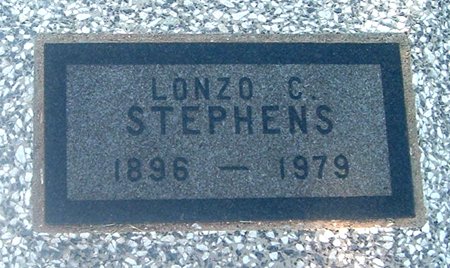 LONZO C.
STEPHENS
1896 — 1979